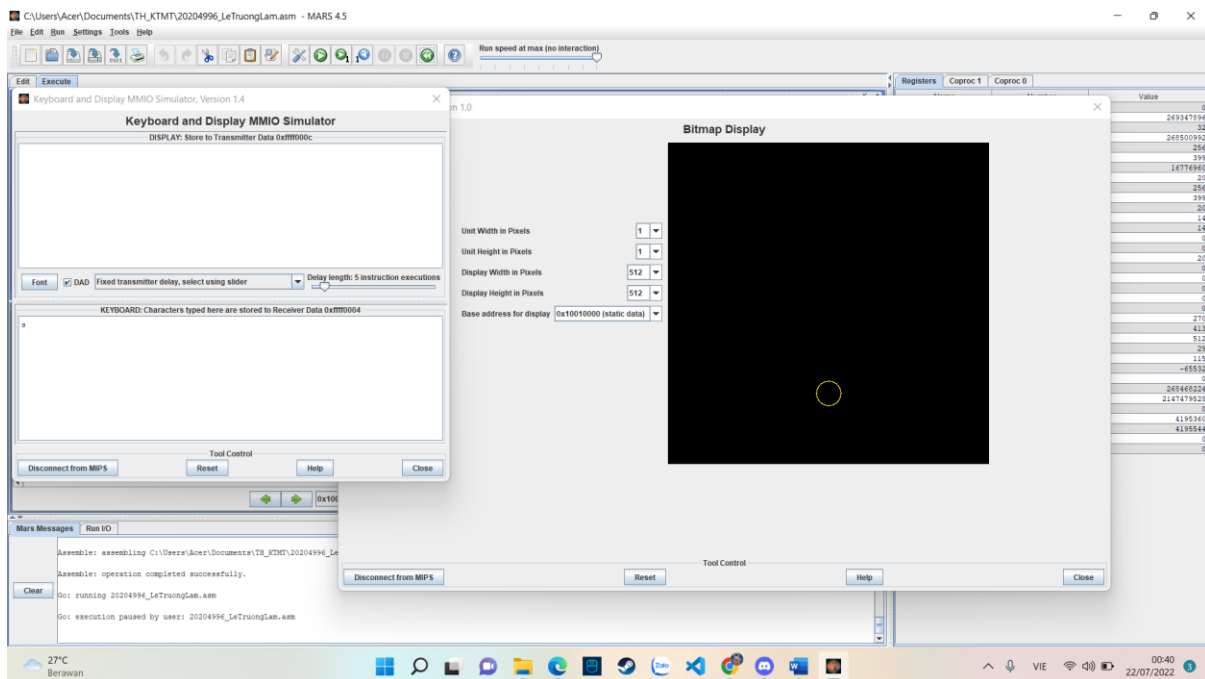 C:\Users\Acer\Documents\TH_KTMT\20204996_LeTruongLam.asm - MARS 4.5
File Edit Run Settings Tools Help
Run speed at max (no interaction)
Edit Execute
Registers Coproc 1 Coproc 0
Value
Keyboard and Display MMIO Simulator, Version 1.4
Keyboard and Display MMIO Simulator
DISPLAY: Store to Transmitter Data 0xffff000c
Font
DAD
Fixed transmitter delay, select using slider
Delay length: 5 instruction executions
KEYBOARD: Characters typed here are stored to Receiver Data 0xffff0004
s
Tool Control
Disconnect from MIPS Reset Help Close
on 1.0
Bitmap Display
Unit Width in Pixels 1
Unit Height in Pixels 1
Display Width in Pixels 512
Display Height in Pixels 512
Base address for display 0x10010000 (static data)
Tool Control
Disconnect from MIPS Reset Help Close
0
269347896
32
268500992
256
399
16776960
20
256
399
20
14
14
0
0
20
0
0
0
0
0
270
413
512
29
115
-65532
0
268468224
2147479528
0
4195360
4195544
0
0
0x100
Mars Messages Run I/O
Clear
Assemble: assembling C:\Users\Acer\Documents\TH_KTMT\20204996_Le
Assemble: operation completed successfully.
Go: running 20204996_LeTruongLam.asm
Go: execution paused by user: 20204996_LeTruongLam.asm
27°C
Berawan
Zalo
VIE
00:40
22/07/2022
3